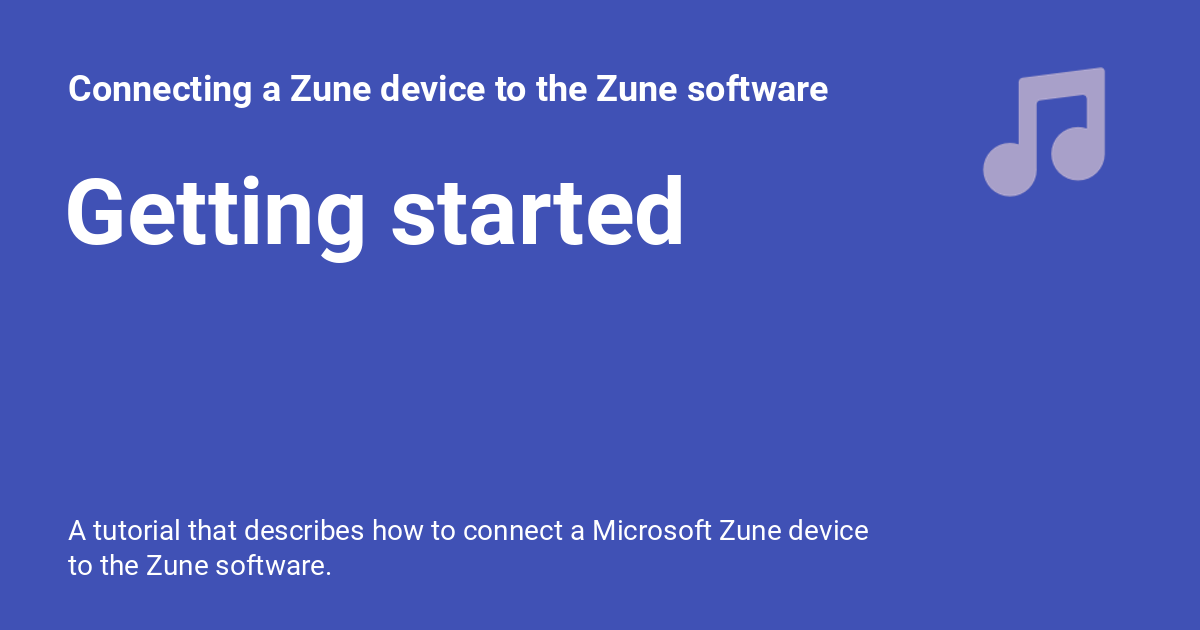 Connecting a Zune device to the Zune software
Getting started
A tutorial that describes how to connect a Microsoft Zune device
to the Zune software.